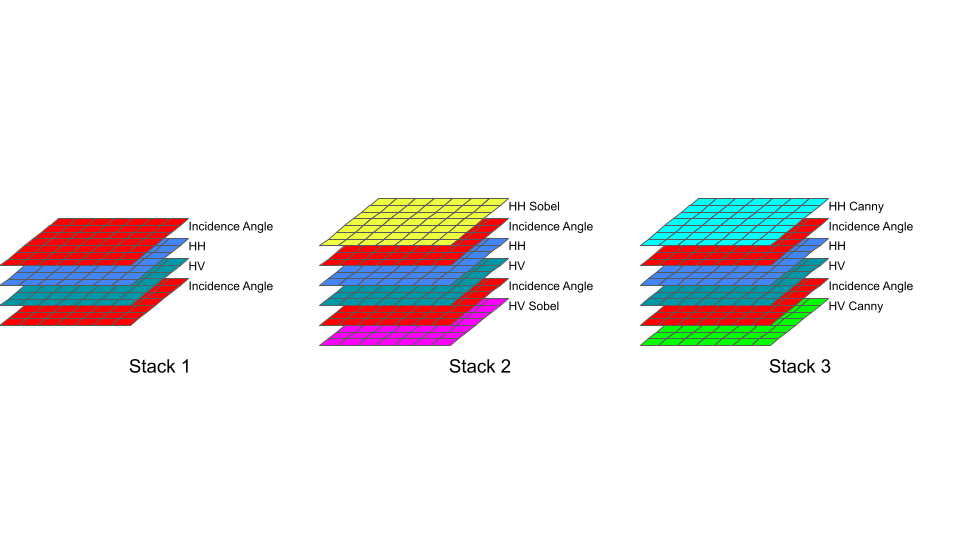 Incidence Angle
HH
HV
Incidence Angle
Stack 1
HH Sobel
Incidence Angle
HH
HV
Incidence Angle
HV Sobel
Stack 2
HH Canny
Incidence Angle
HH
HV
Incidence Angle
HV Canny
Stack 3